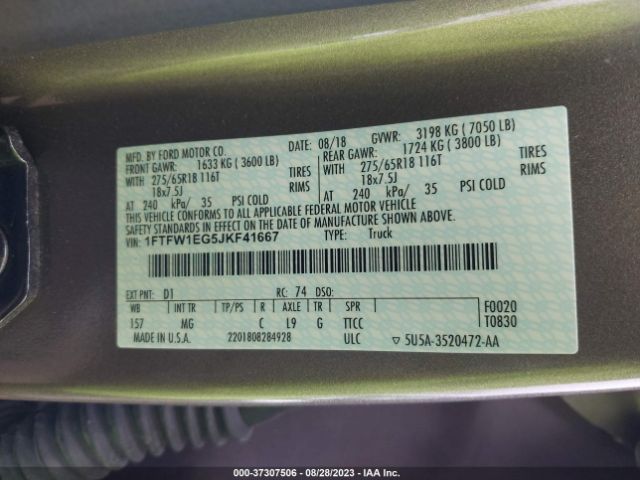 MFD. BY FORD MOTOR CO. DATE: 08/18 GVWR: 3198 KG ( 7050 LB)
FRONT GAWR: 1633 KG ( 3600 LB) REAR GAWR: 1724 KG ( 3800 LB)
WITH 275/65R18 116T TIRES WITH 275/65R18 116T TIRES
18x7.5J RIMS 18x7.5J RIMS
AT 240 kPa/ 35 PSI COLD AT 240 kPa/ 35 PSI COLD
THIS VEHICLE CONFORMS TO ALL APPLICABLE FEDERAL MOTOR VEHICLE
SAFETY STANDARDS IN EFFECT ON THE DATE OF MANUFACTURE SHOWN ABOVE.
VIN: 1FTFW1EG5JKF41667 TYPE: Truck
EXT PNT: D1 RC: 74 DSO:
WB INT TR TP/PS R AXLE TR SPR F0020
157 MG C L9 G TTCC T0830
MADE IN U.S.A. 2201808284928 ULC ▽ 5U5A-3520472-AA
000-37307506 - 08/28/2023 - IAA Inc.